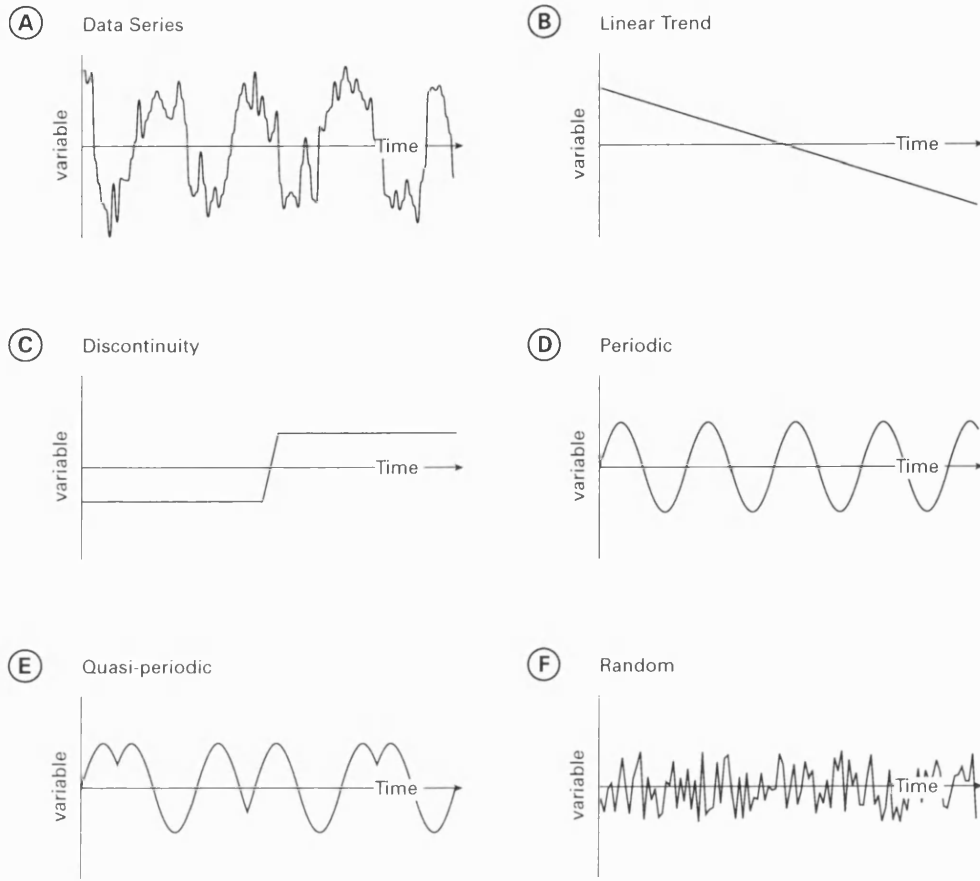 A Data Series
variable
Time
B Linear Trend
variable
Time
C Discontinuity
variable
Time
D Periodic
variable
Time
E Quasi-periodic
variable
Time
F Random
variable
Time